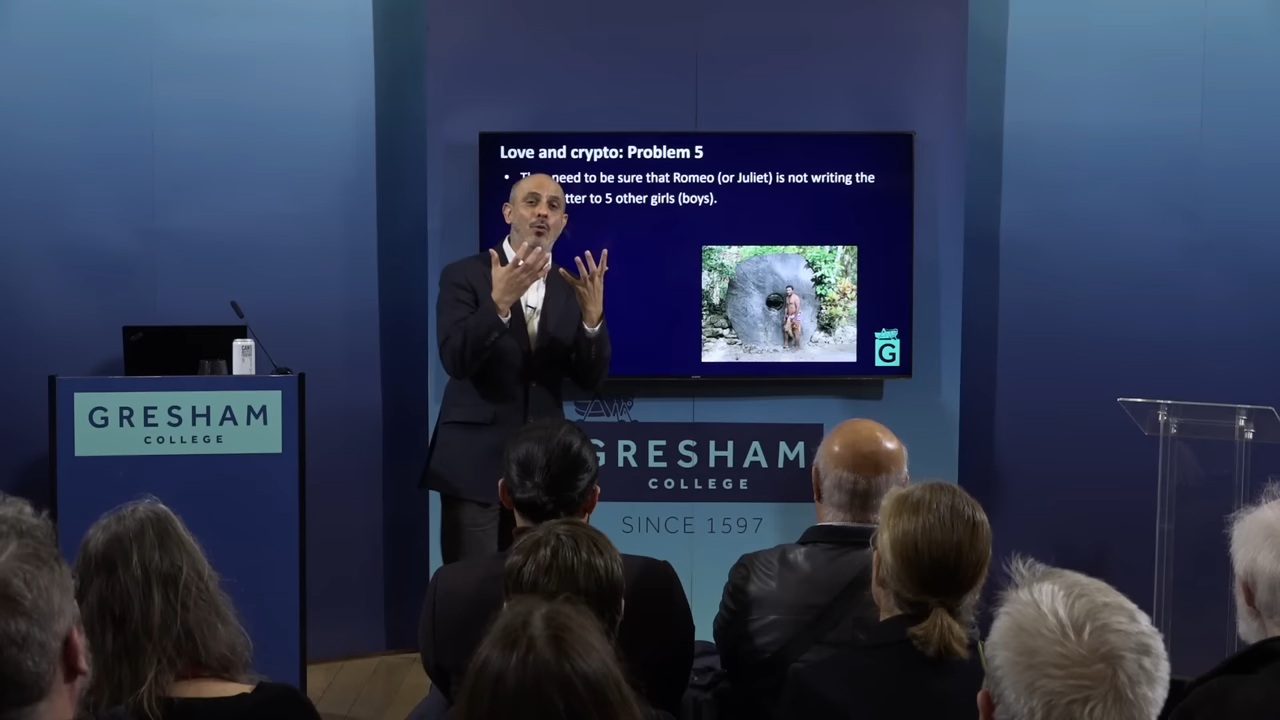 Love and crypto: Problem 5
• need to be sure that Romeo (or Juliet) is not writing the
to 5 other girls (boys).
G
GRESHAM
COLLEGE
GRESHAM
COLLEGE
SINCE 1597